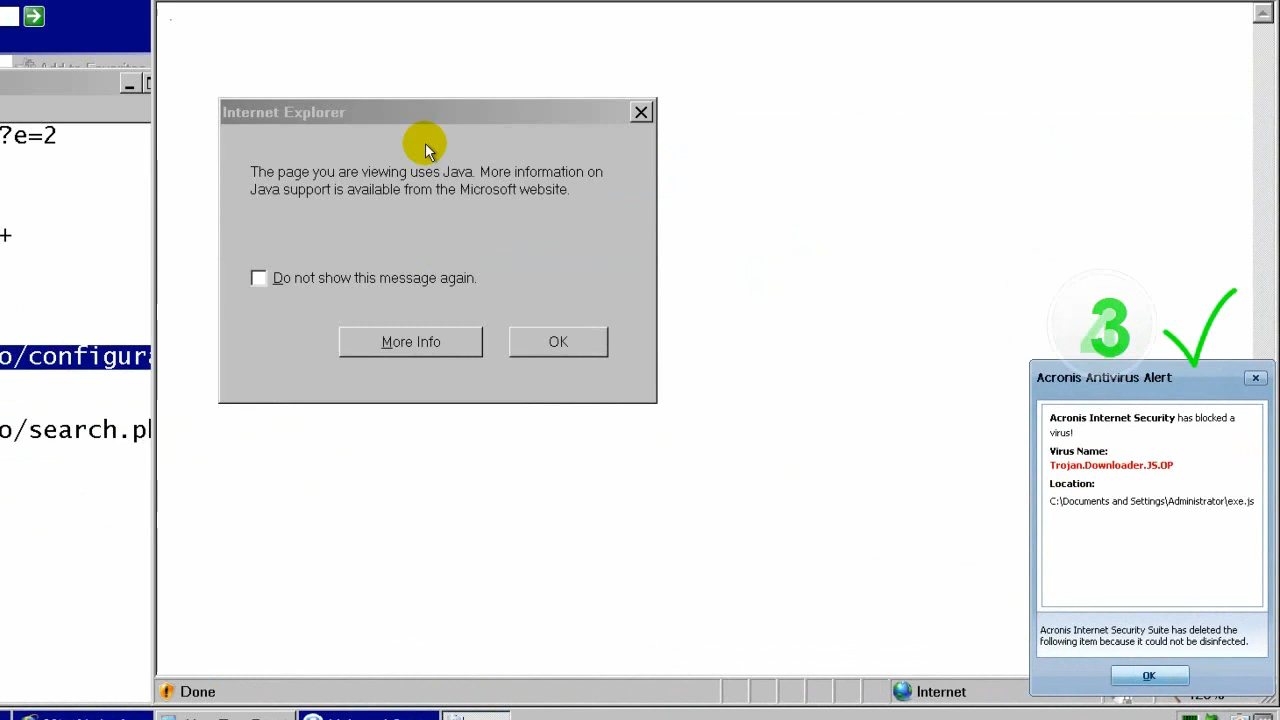 ?e=2
+
o/configura
o/search.p
Internet Explorer
The page you are viewing uses Java. More information on
Java support is available from the Microsoft website.
Do not show this message again.
More Info
OK
3
Acronis Antivirus Alert
Acronis Internet Security has blocked a
virus!
Virus Name:
Trojan.Downloader.JS.OP
Location:
C:\Documents and Settings\Administrator\exe.js
Acronis Internet Security Suite has deleted the
following item because it could not be disinfected.
OK
Done
Internet